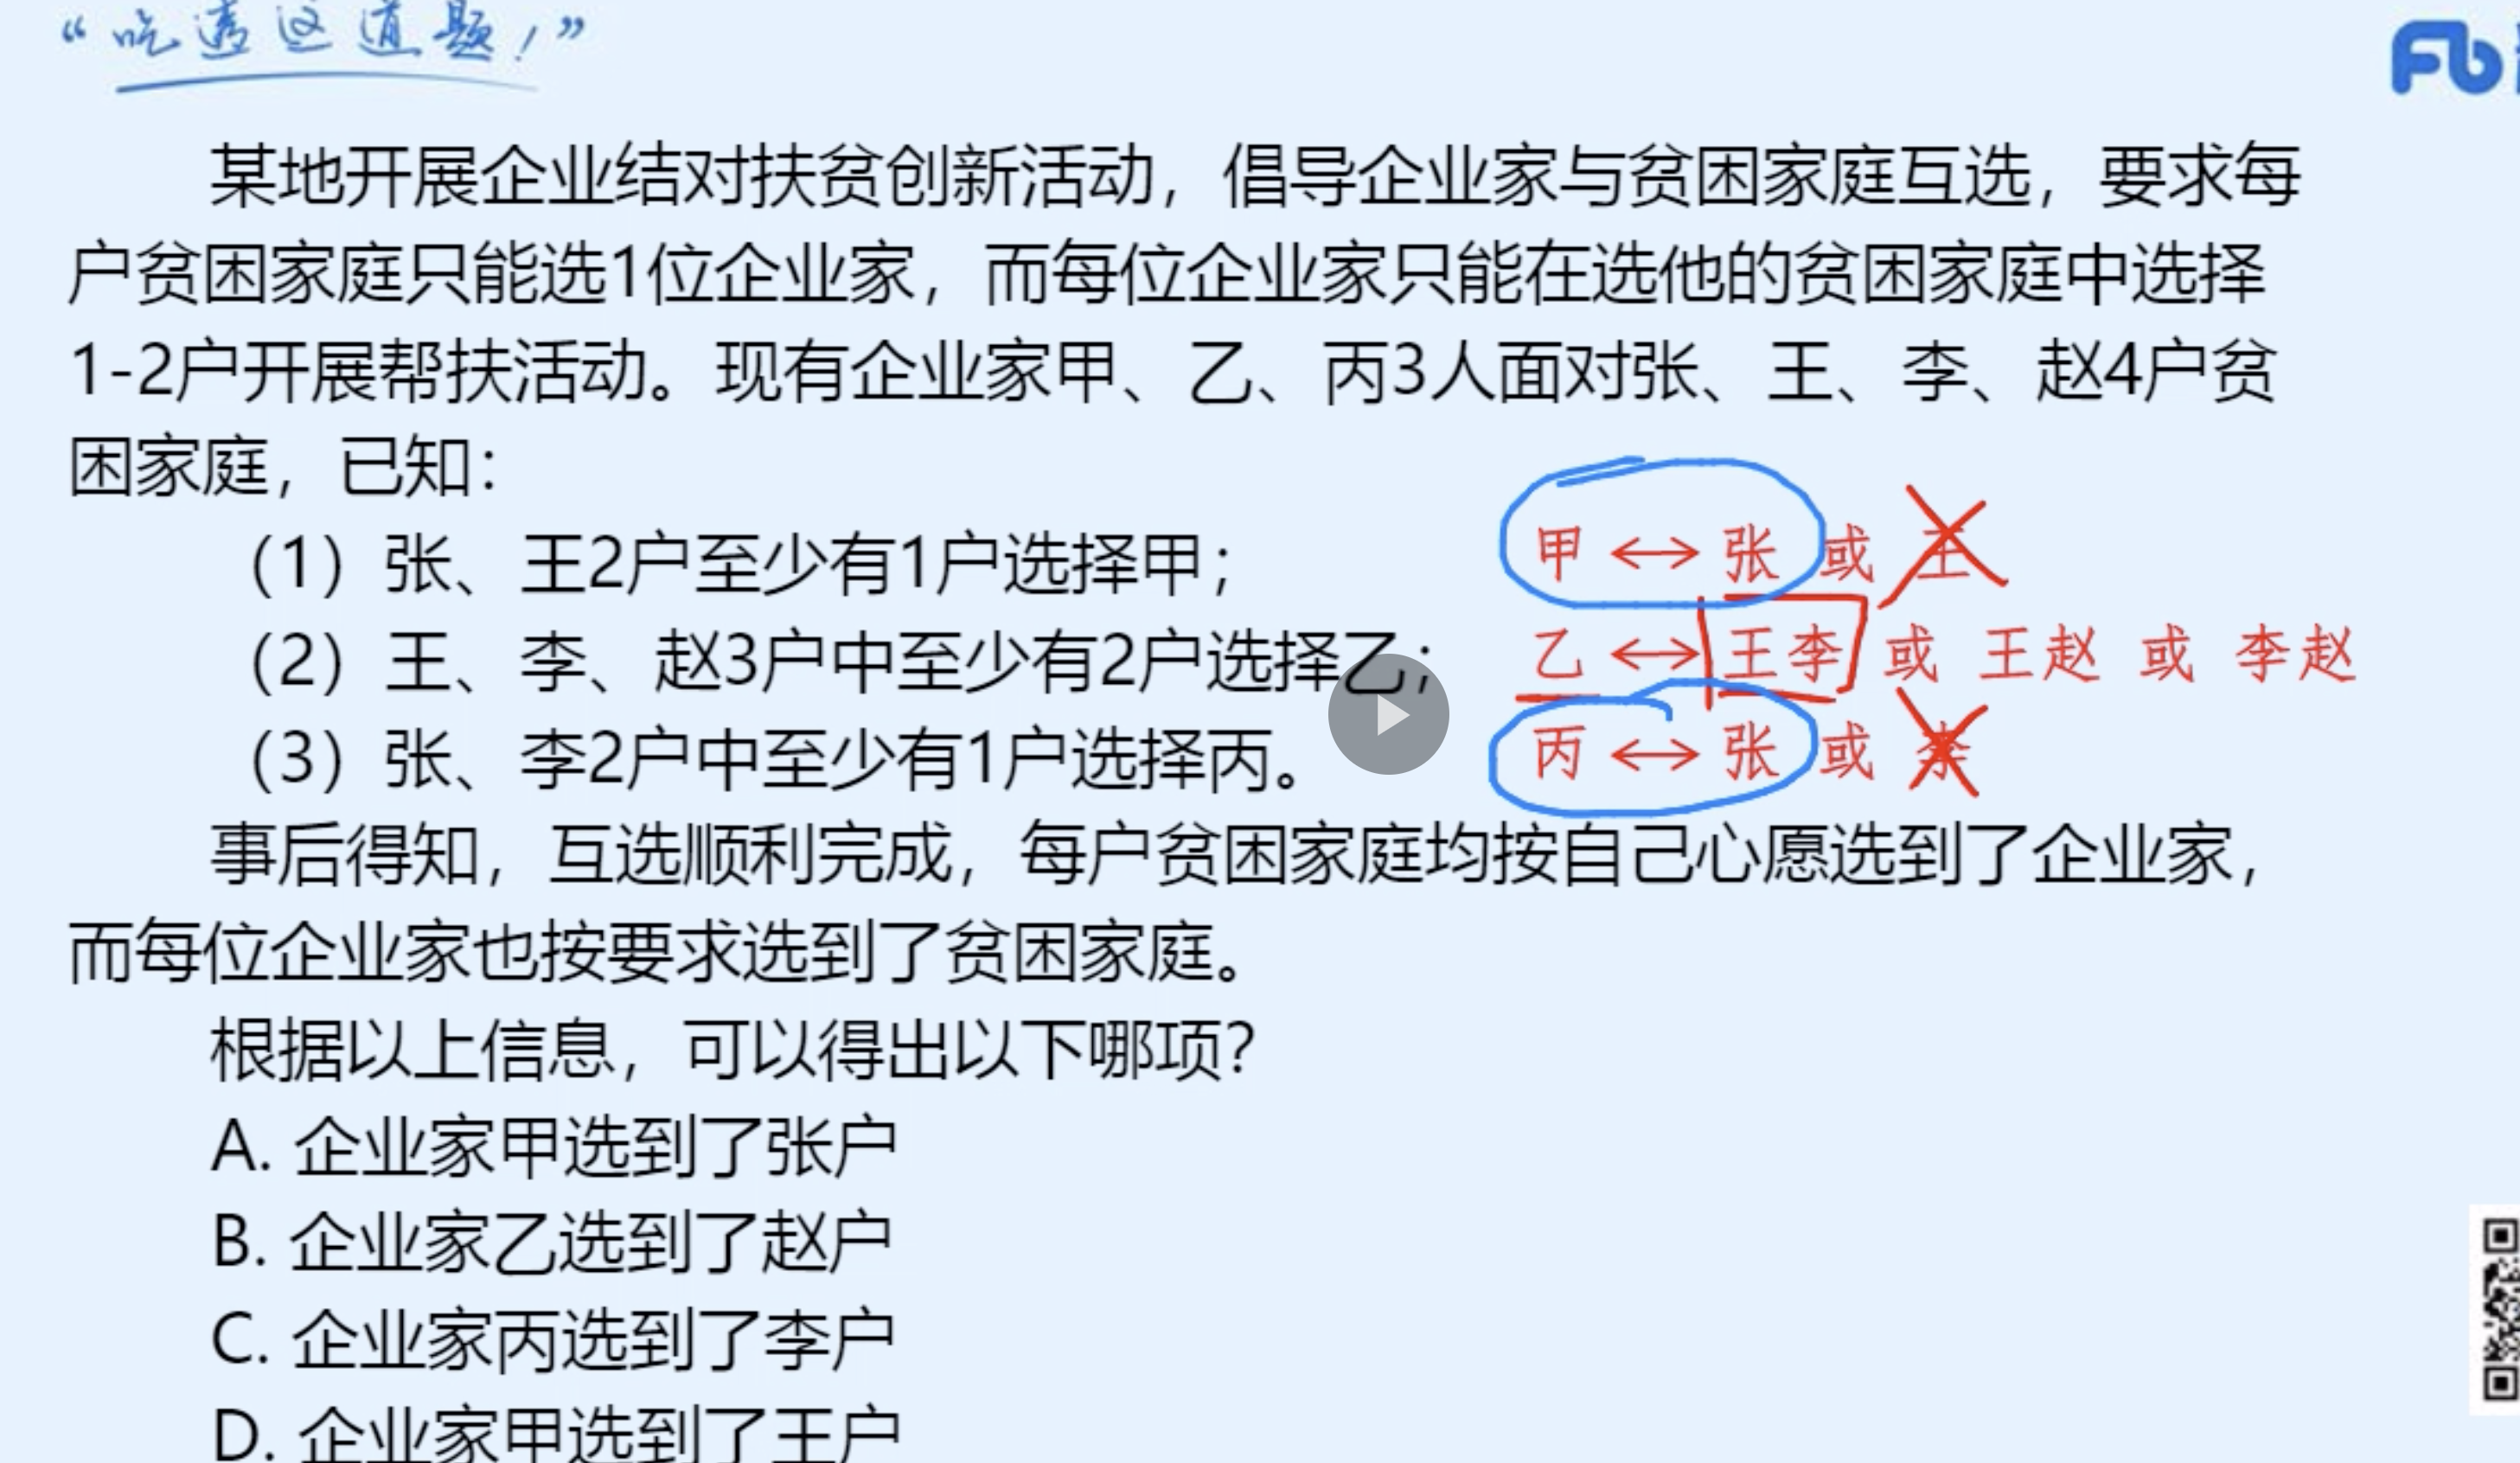 “吃透这道题！”
Fb
某地开展企业结对扶贫创新活动，倡导企业家与贫困家庭互选，要求每
户贫困家庭只能选1位企业家，而每位企业家只能在选他的贫困家庭中选择
1-2户开展帮扶活动。现有企业家甲、乙、丙3人面对张、王、李、赵4户贫
困家庭，已知：
（1）张、王2户至少有1户选择甲；
甲 ↔ 张 或 王
（2）王、李、赵3户中至少有2户选择乙；
乙 ↔ 王李 或 王赵 或 李赵
（3）张、李2户中至少有1户选择丙。
丙 ↔ 张 或 李
事后得知，互选顺利完成，每户贫困家庭均按自己心愿选到了企业家，
而每位企业家也按要求选到了贫困家庭。
根据以上信息，可以得出以下哪项？
A. 企业家甲选到了张户
B. 企业家乙选到了赵户
C. 企业家丙选到了李户
D. 企业家甲选到了王户